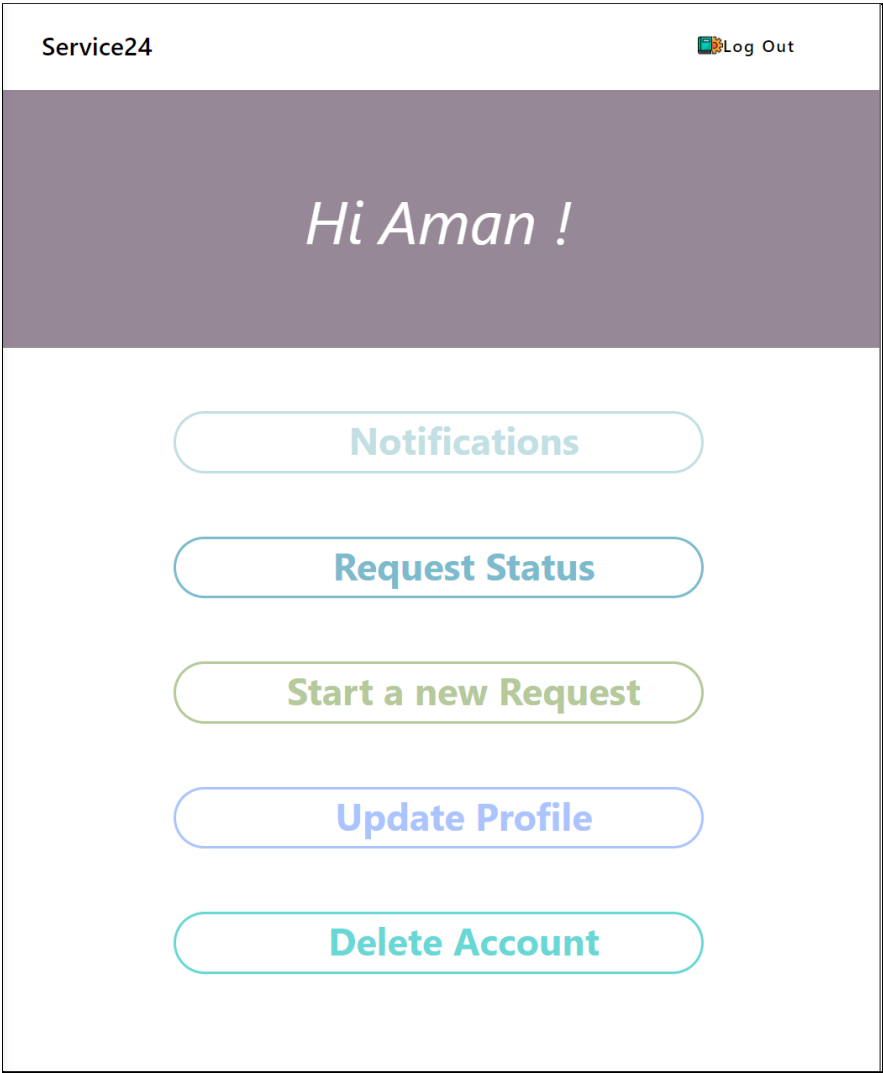 Service24
Log Out
Hi Aman !
Notifications
Request Status
Start a new Request
Update Profile
Delete Account